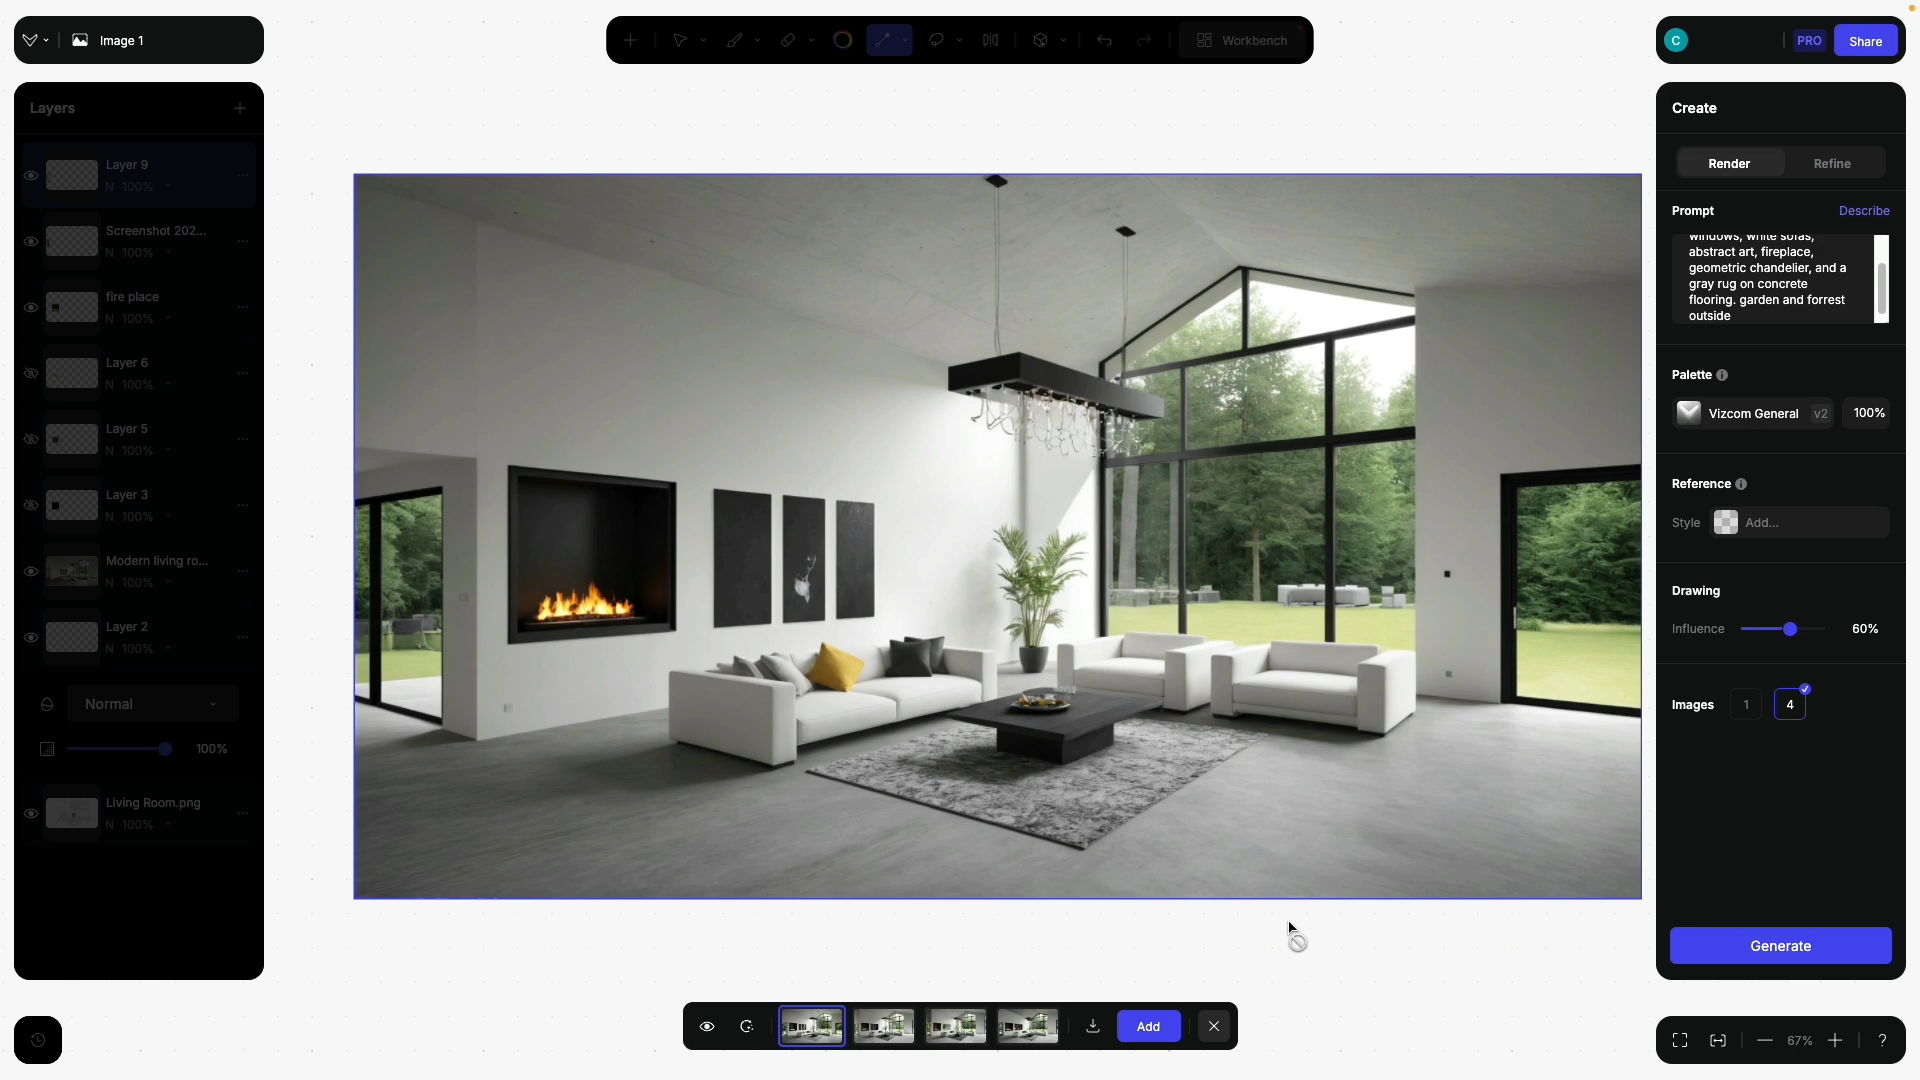 Image 1
Workbench
C
PRO
Share
Layers
Layer 9
N 100%
Screenshot 202...
N 100%
fire place
N 100%
Layer 6
N 100%
Layer 5
N 100%
Layer 3
N 100%
Modern living ro...
N 100%
Layer 2
N 100%
Normal
100%
Living Room.png
N 100%
Create
Render
Refine
Prompt
Describe
windows, white sofas,
abstract art, fireplace,
geometric chandelier, and a
gray rug on concrete
flooring. garden and forrest
outside
Palette
Vizcom General v2 100%
Reference
Style Add...
Drawing
Influence 60%
Images 1 4
Generate
Add
67%
?